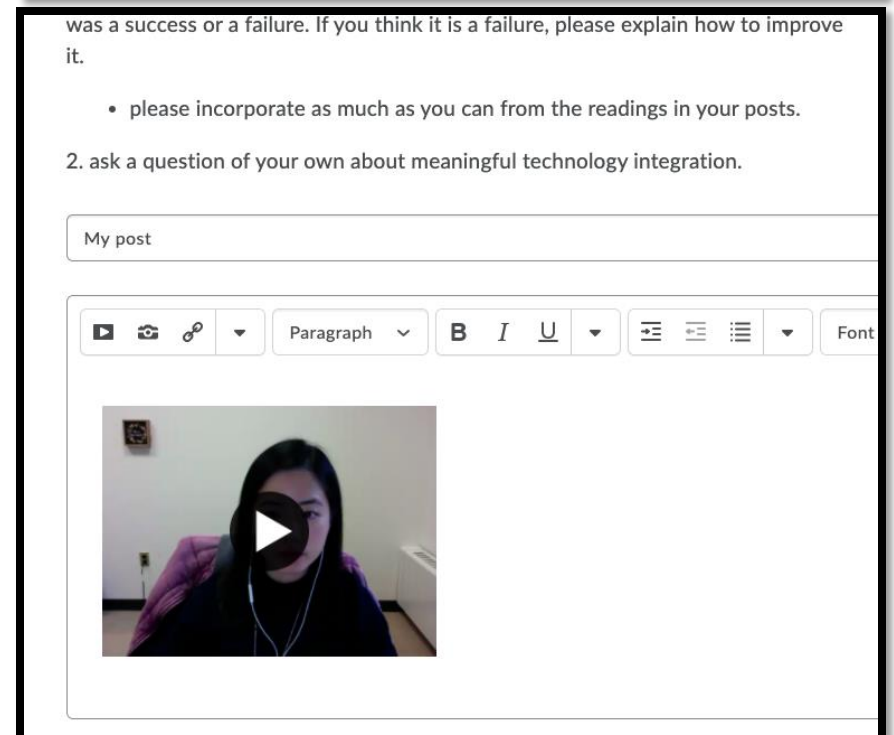 was a success or a failure. If you think it is a failure, please explain how to improve
it.
• please incorporate as much as you can from the readings in your posts.
2. ask a question of your own about meaningful technology integration.
My post
Paragraph B I U Font